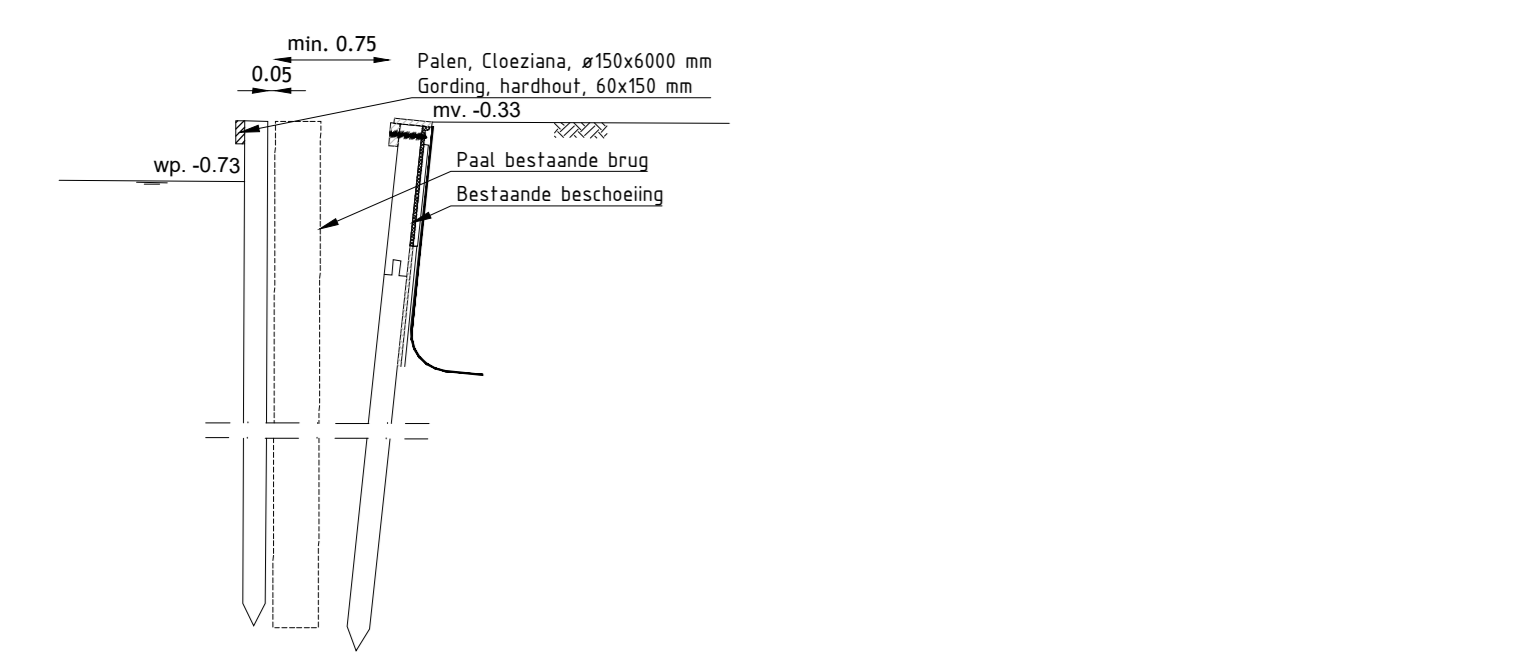 min. 0.75
0.05
Palen, Cloeziana, ø150x6000 mm
Gording, hardhout, 60x150 mm
mv. -0.33
wp. -0.73
Paal bestaande brug
Bestaande beschoeiing